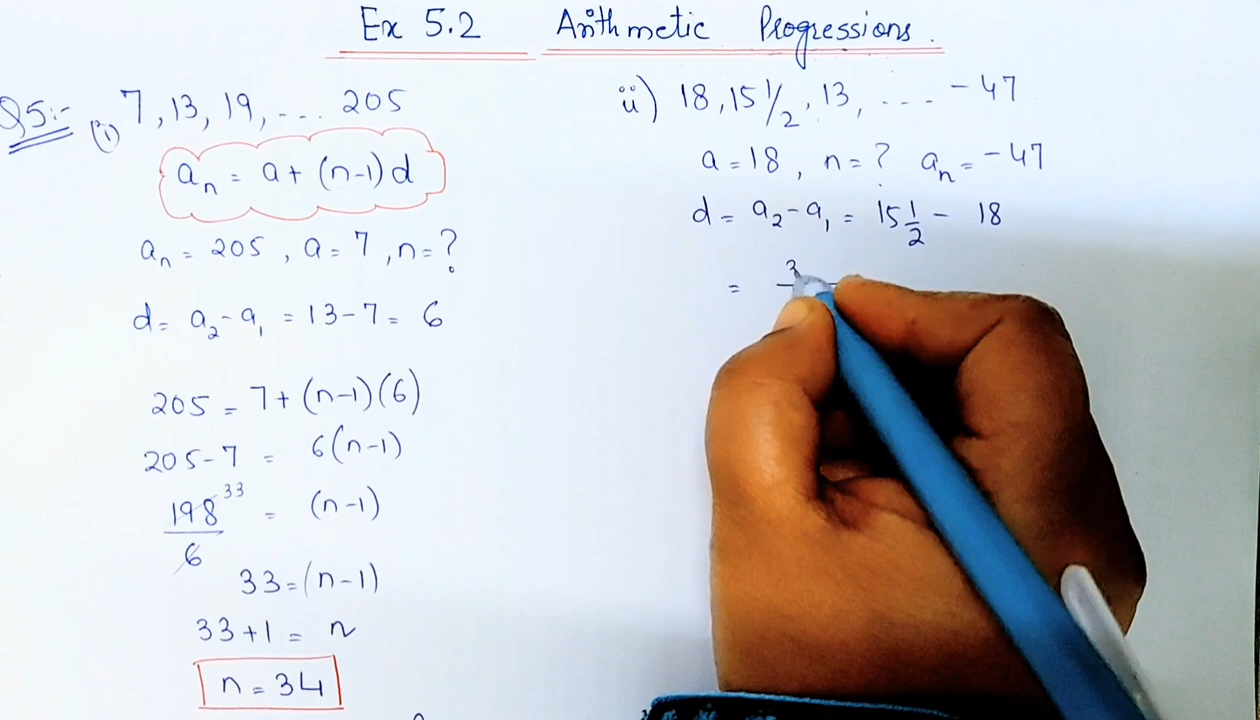 Ex 5.2 Arithmetic Progressions.
Q5:- (i) 7, 13, 19, .... 205
aₙ = a + (n-1) d
aₙ = 205 , a = 7 , n = ?
d = a₂ - a₁ = 13 - 7 = 6
205 = 7 + (n-1) (6)
205 - 7 = 6 (n-1)
198/6 33 = (n-1)
33 = (n-1)
33 + 1 = n
n = 34
ii) 18, 15 1/2, 13, .... - 47
a = 18 , n = ? aₙ = - 47
d = a₂ - a₁ = 15 1/2 - 18
= 3